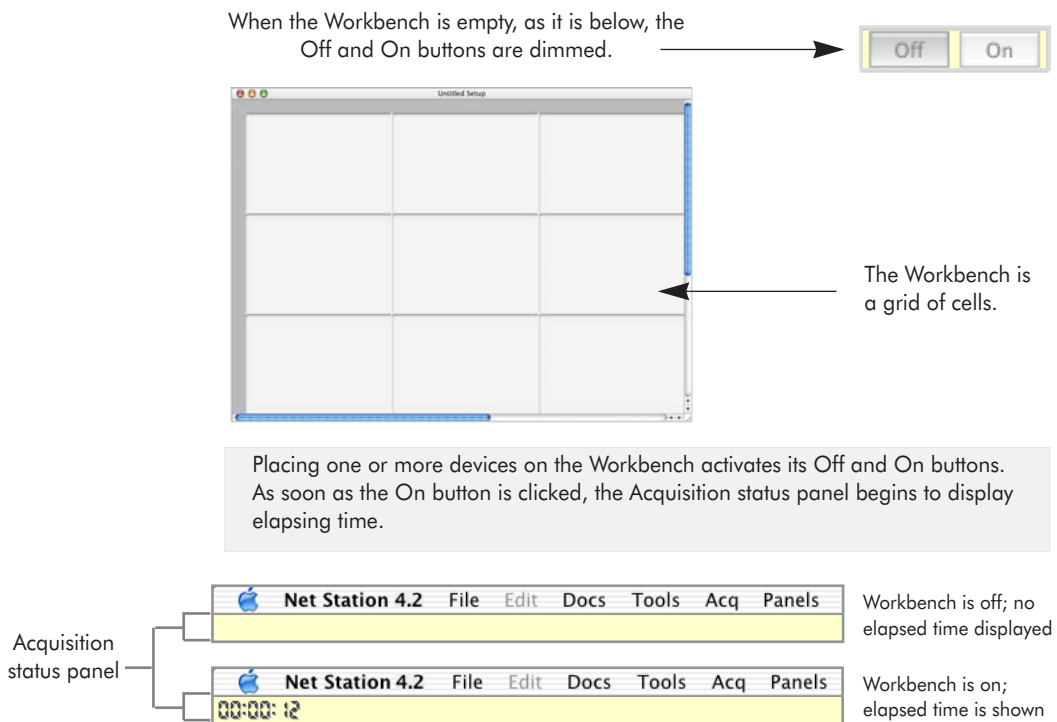 When the Workbench is empty, as it is below, the
Off and On buttons are dimmed.
Off On
Untitled Setup
The Workbench is
a grid of cells.
Placing one or more devices on the Workbench activates its Off and On buttons.
As soon as the On button is clicked, the Acquisition status panel begins to display
elapsing time.
Acquisition
status panel
Net Station 4.2 File Edit Docs Tools Acq Panels
Workbench is off; no
elapsed time displayed
Net Station 4.2 File Edit Docs Tools Acq Panels
00:00:12
Workbench is on;
elapsed time is shown